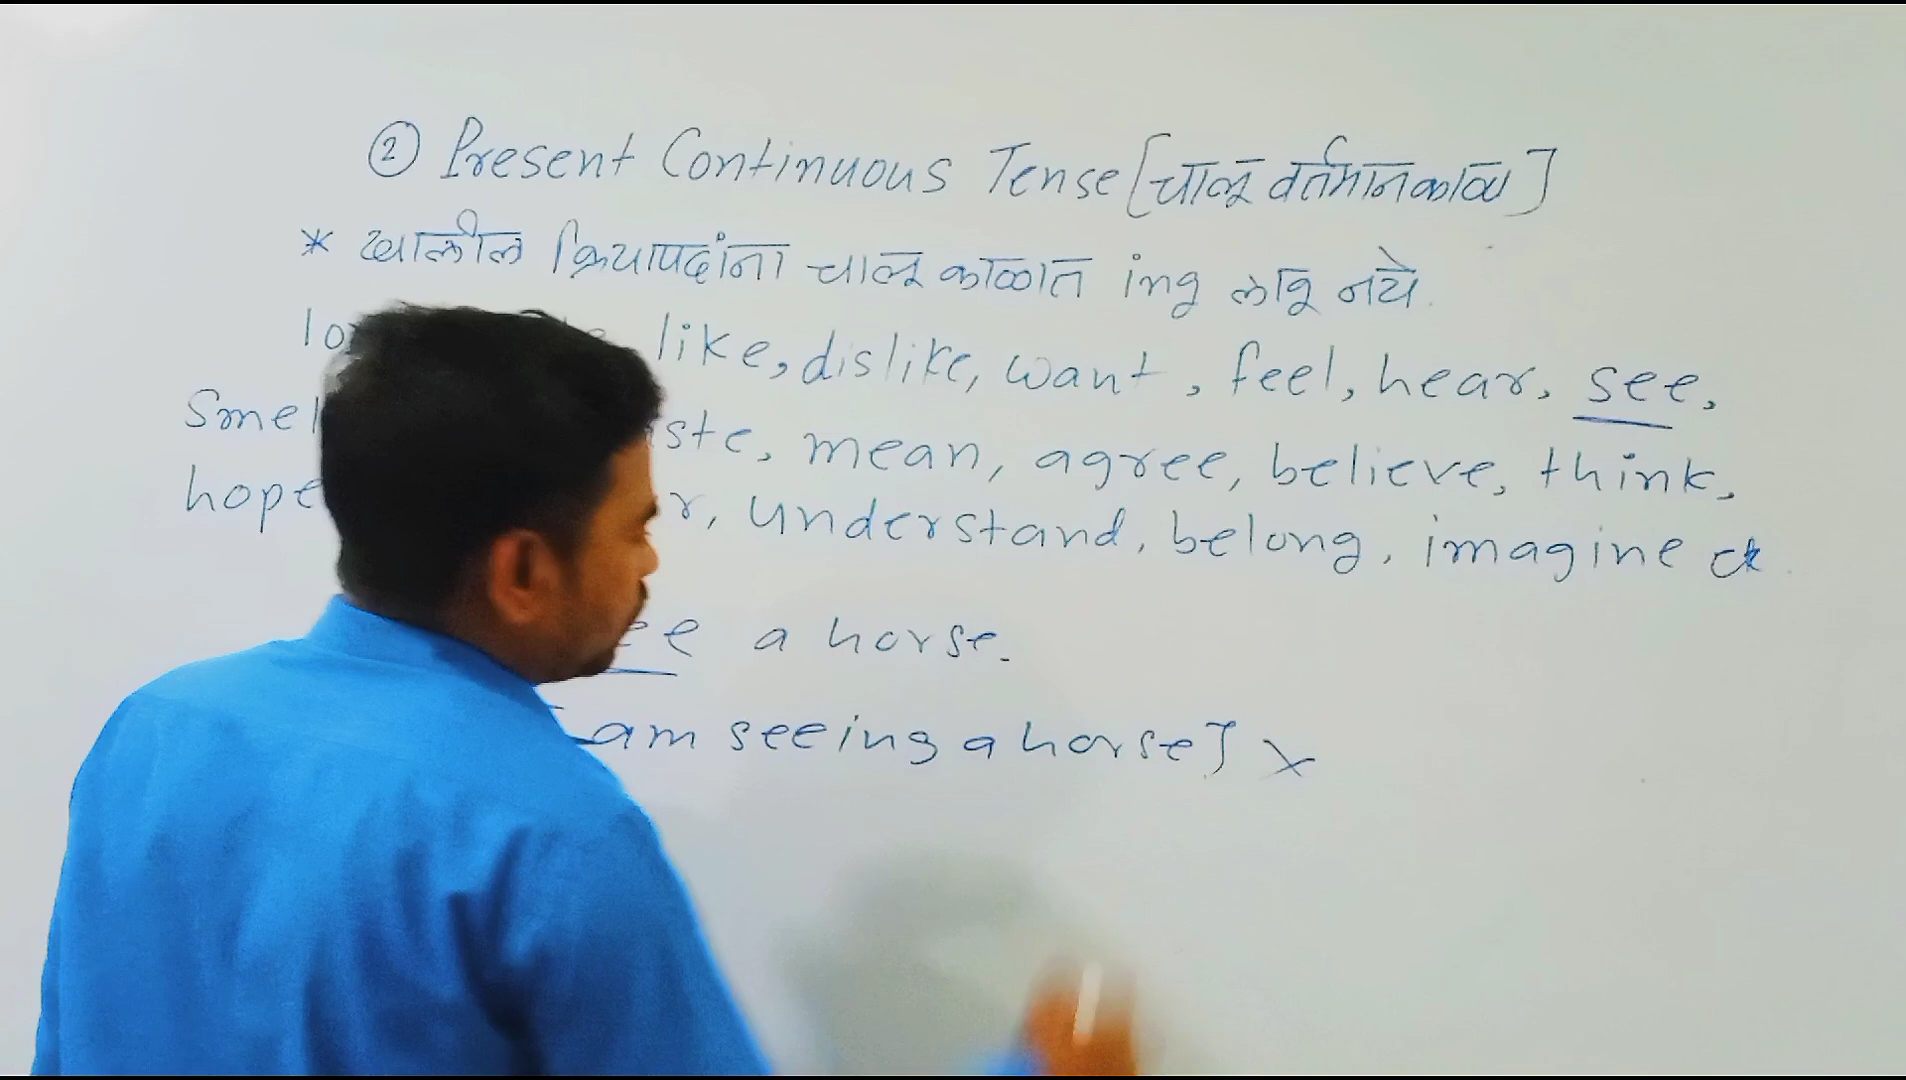 ② Present Continuous Tense [चालू वर्तमानकाळ]
* खालील क्रियापदांना चालू काळात ing लावू नये.
like, dislike, want, feel, hear, see,
mean, agree, believe, think,
hope understand, belong, imagine
a horse.
am seeing a horse] ×